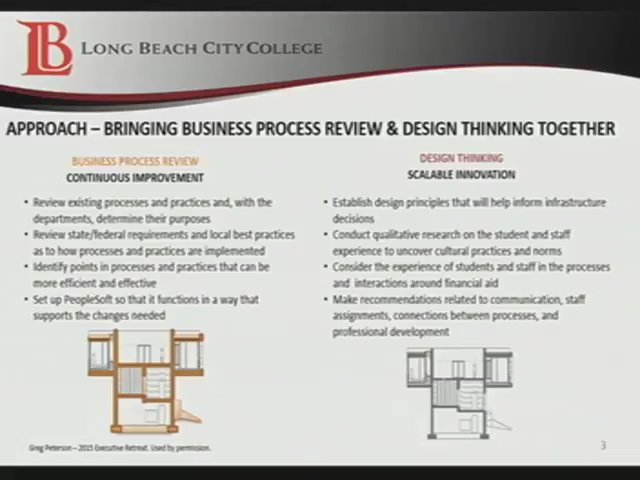 LB LONG BEACH CITY COLLEGE
APPROACH – BRINGING BUSINESS PROCESS REVIEW & DESIGN THINKING TOGETHER
BUSINESS PROCESS REVIEW
CONTINUOUS IMPROVEMENT
• Review existing processes and practices and, with the
departments, determine their purposes
• Review state/federal requirements and local best practices
as to how processes and practices are implemented
• Identify points in processes and practices that can be
more efficient and effective
• Set up PeopleSoft so that it functions in a way that
supports the changes needed
DESIGN THINKING
SCALABLE INNOVATION
• Establish design principles that will help inform infrastructure
decisions
• Conduct qualitative research on the student and staff
experience to uncover cultural practices and norms
• Consider the experience of students and staff in the processes
and interactions around financial aid
• Make recommendations related to communication, staff
assignments, connections between processes, and
professional development
Greg Peterson – 2015 Executive Retreat. Used by permission.
3